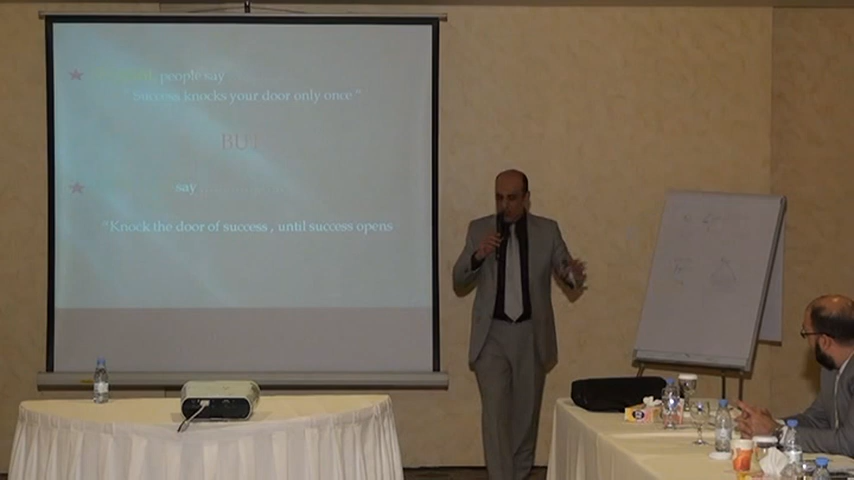 people say
" Success knocks your door only once "
BUT
say
"Knock the door of success , until success opens